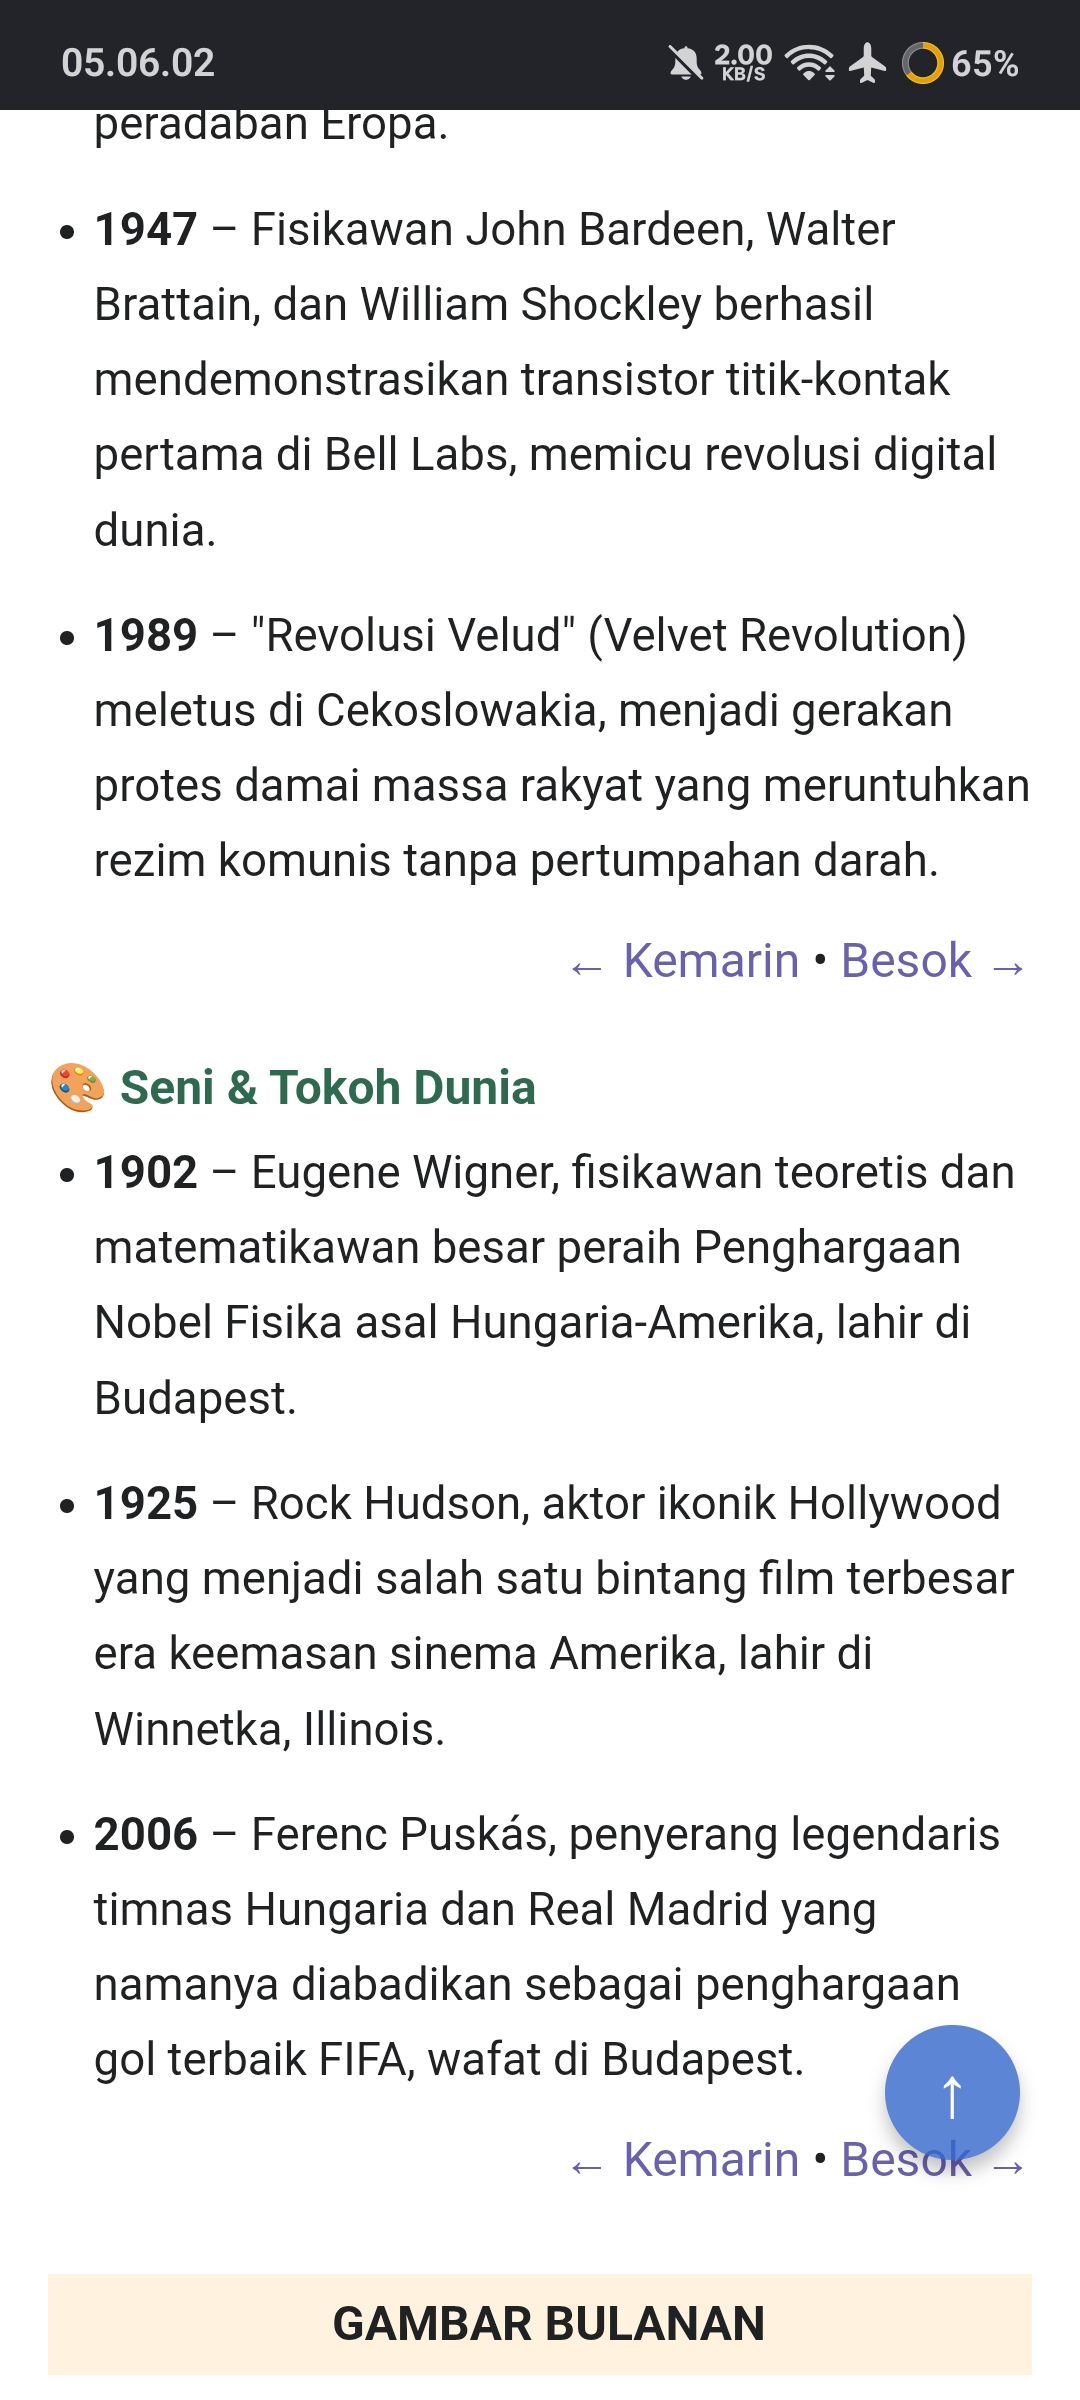 05.06.02
2.00
KB/S
65%
peradaban Eropa.
• 1947 – Fisikawan John Bardeen, Walter
Brattain, dan William Shockley berhasil
mendemonstrasikan transistor titik-kontak
pertama di Bell Labs, memicu revolusi digital
dunia.
• 1989 – "Revolusi Velud" (Velvet Revolution)
meletus di Cekoslowakia, menjadi gerakan
protes damai massa rakyat yang meruntuhkan
rezim komunis tanpa pertumpahan darah.
← Kemarin • Besok →
🎨 Seni & Tokoh Dunia
• 1902 – Eugene Wigner, fisikawan teoretis dan
matematikawan besar peraih Penghargaan
Nobel Fisika asal Hungaria-Amerika, lahir di
Budapest.
• 1925 – Rock Hudson, aktor ikonik Hollywood
yang menjadi salah satu bintang film terbesar
era keemasan sinema Amerika, lahir di
Winnetka, Illinois.
• 2006 – Ferenc Puskás, penyerang legendaris
timnas Hungaria dan Real Madrid yang
namanya diabadikan sebagai penghargaan
gol terbaik FIFA, wafat di Budapest.
↑
← Kemarin • Besok →
GAMBAR BULANAN